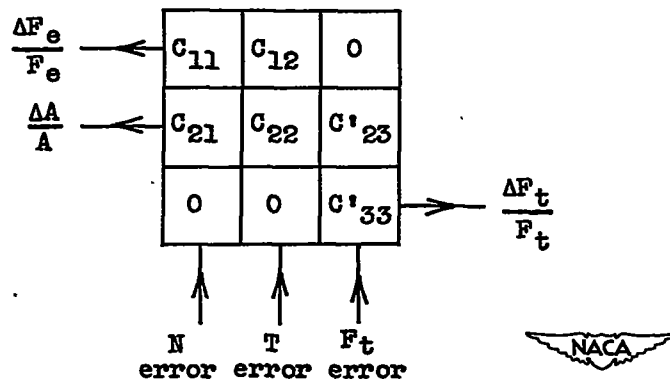 ΔFe
Fe
C11 C12 0
ΔA
A
C21 C22 C'23
0 0 C'33
ΔFt
Ft
N error
T error
Ft error
NACA